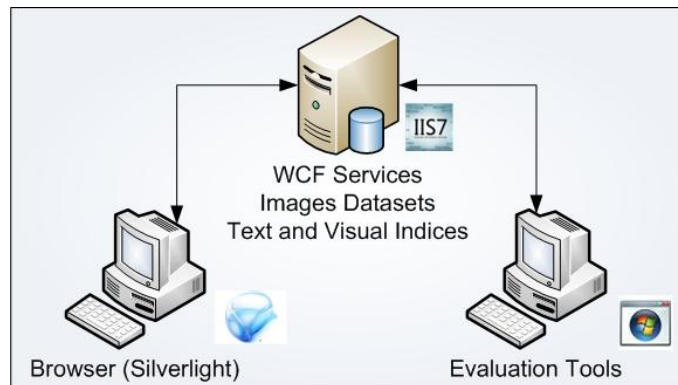 IIS7
WCF Services
Images Datasets
Text and Visual Indices
Browser (Silverlight)
Evaluation Tools